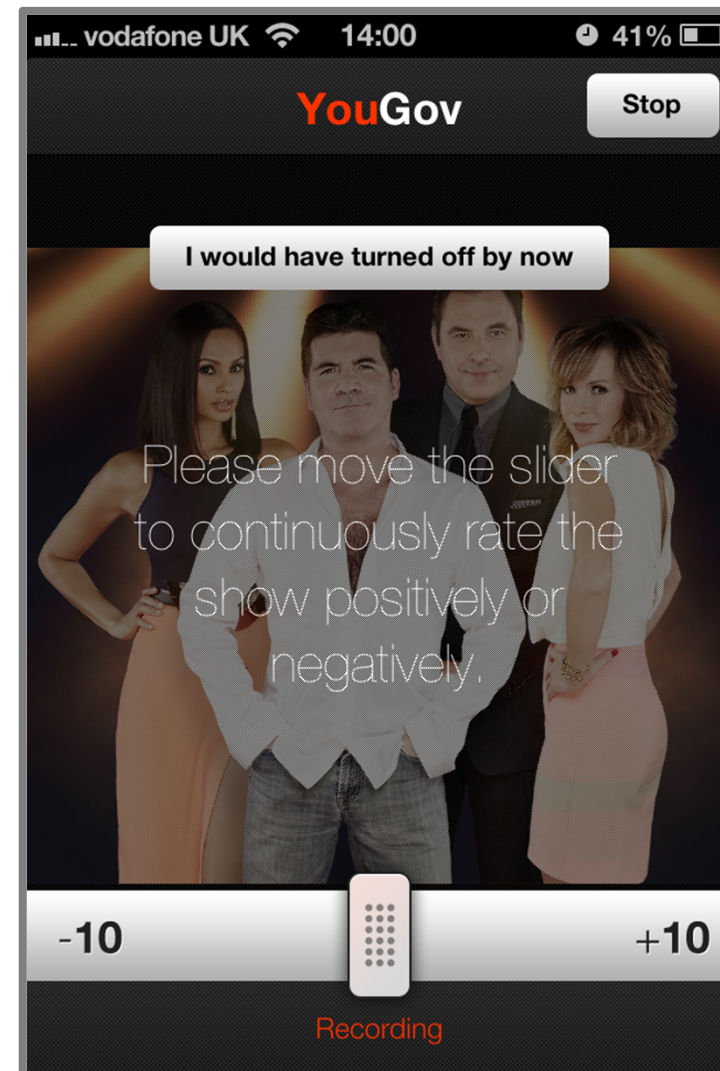 vodafone UK 14:00 41%
YouGov Stop
I would have turned off by now
Please move the slider
to continuously rate the
show positively or
negatively.
-10 +10
Recording